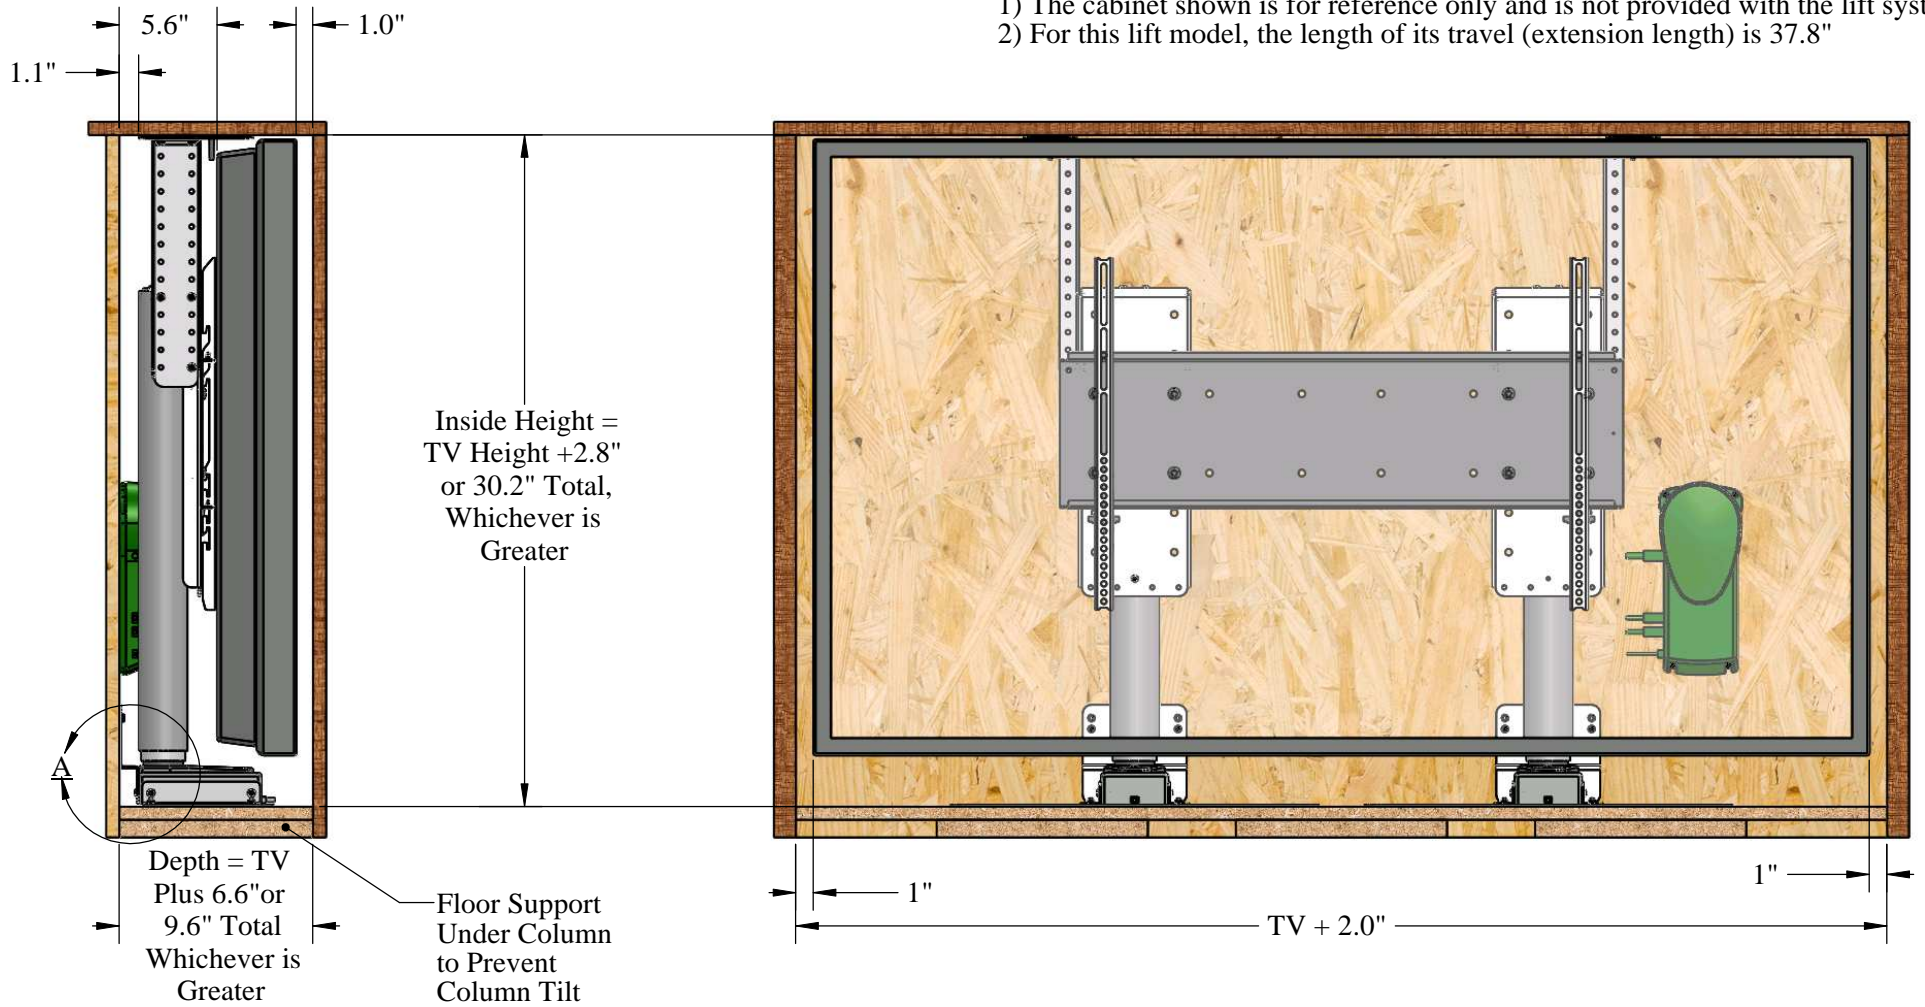 1) The cabinet shown is for reference only and is not provided with the lift
2) For this lift model, the length of its travel (extension length) is 37.8"
5.6"
1.0"
1.1"
Inside Height =
TV Height +2.8"
or 30.2" Total,
Whichever is
Greater
A
Depth = TV
Plus 6.6"or
9.6" Total
Whichever is
Greater
Floor Support
Under Column
to Prevent
Column Tilt
1"
TV + 2.0"
1"